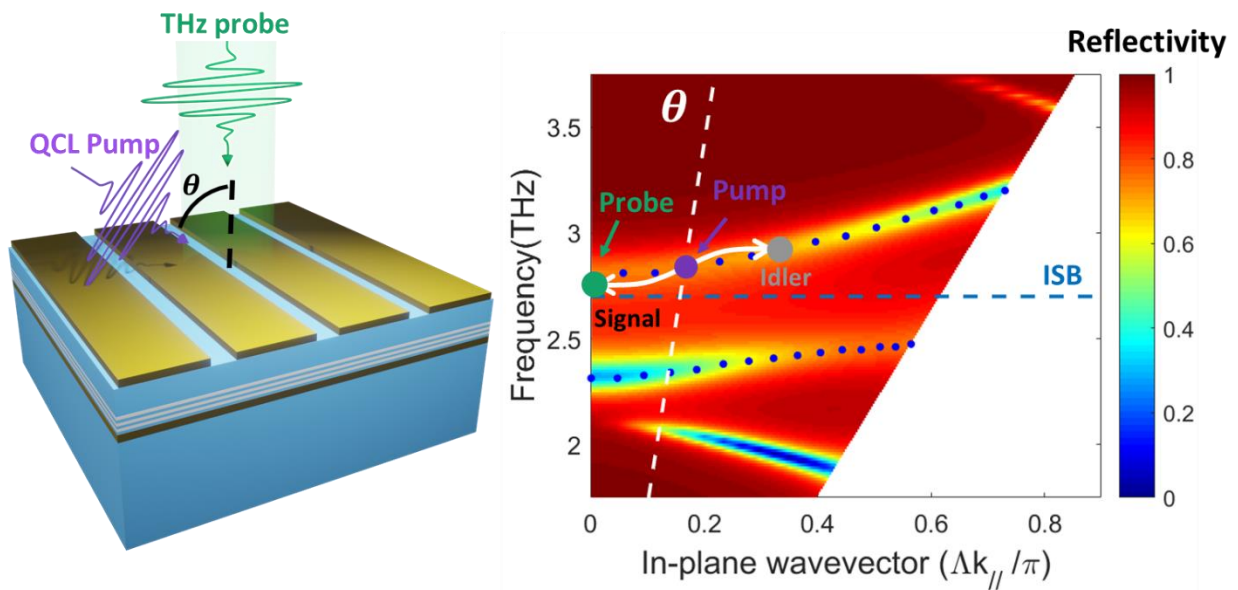 THz probe
QCL Pump
θ
Reflectivity
Frequency(THz)
3.5
3
2.5
2
θ
Probe
Pump
Idler
Signal
ISB
0
0.2
0.4
0.6
0.8
In-plane wavevector (Λk// /π)
1
0.8
0.6
0.4
0.2
0